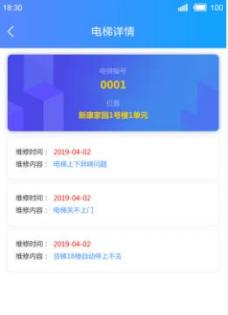 18:30
100
电梯详情
电梯编号
0001
位置
新康家园1号楼1单元
维修时间： 2019-04-02
维修内容： 电梯上下异响问题
维修时间： 2019-04-02
维修内容： 电梯关不上门
维修时间： 2019-04-02
维修内容： 货梯18楼自动停上不去